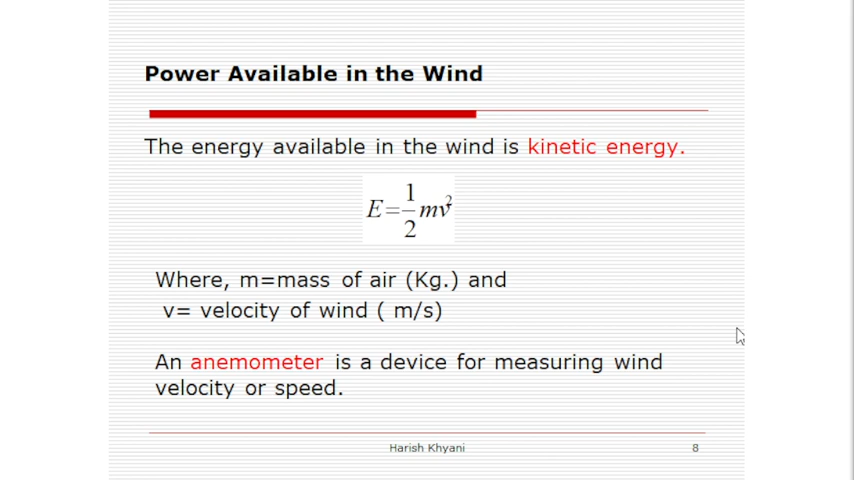 Power Available in the Wind
The energy available in the wind is kinetic energy.
E=1/2 mv²
Where, m=mass of air (Kg.) and
v= velocity of wind ( m/s)
An anemometer is a device for measuring wind
velocity or speed.
Harish Khyani 8